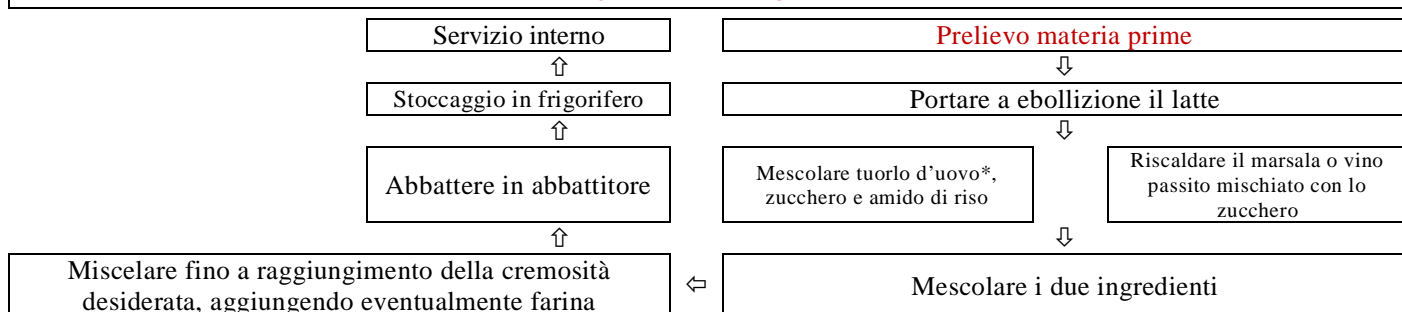 Servizio interno
Prelievo materia prime
⇧
⇩
Stoccaggio in frigorifero
Portare a ebollizione il latte
⇧
⇩
Abbattere in abbattitore
Mescolare tuorlo d'uovo*,
zucchero e amido di riso
Riscaldare il marsala o vino
passito mischiato con lo
zucchero
⇧
⇩
Miscelare fino a raggiungimento della cremosità
desiderata, aggiungendo eventualmente farina
⇦
Mescolare i due ingredienti